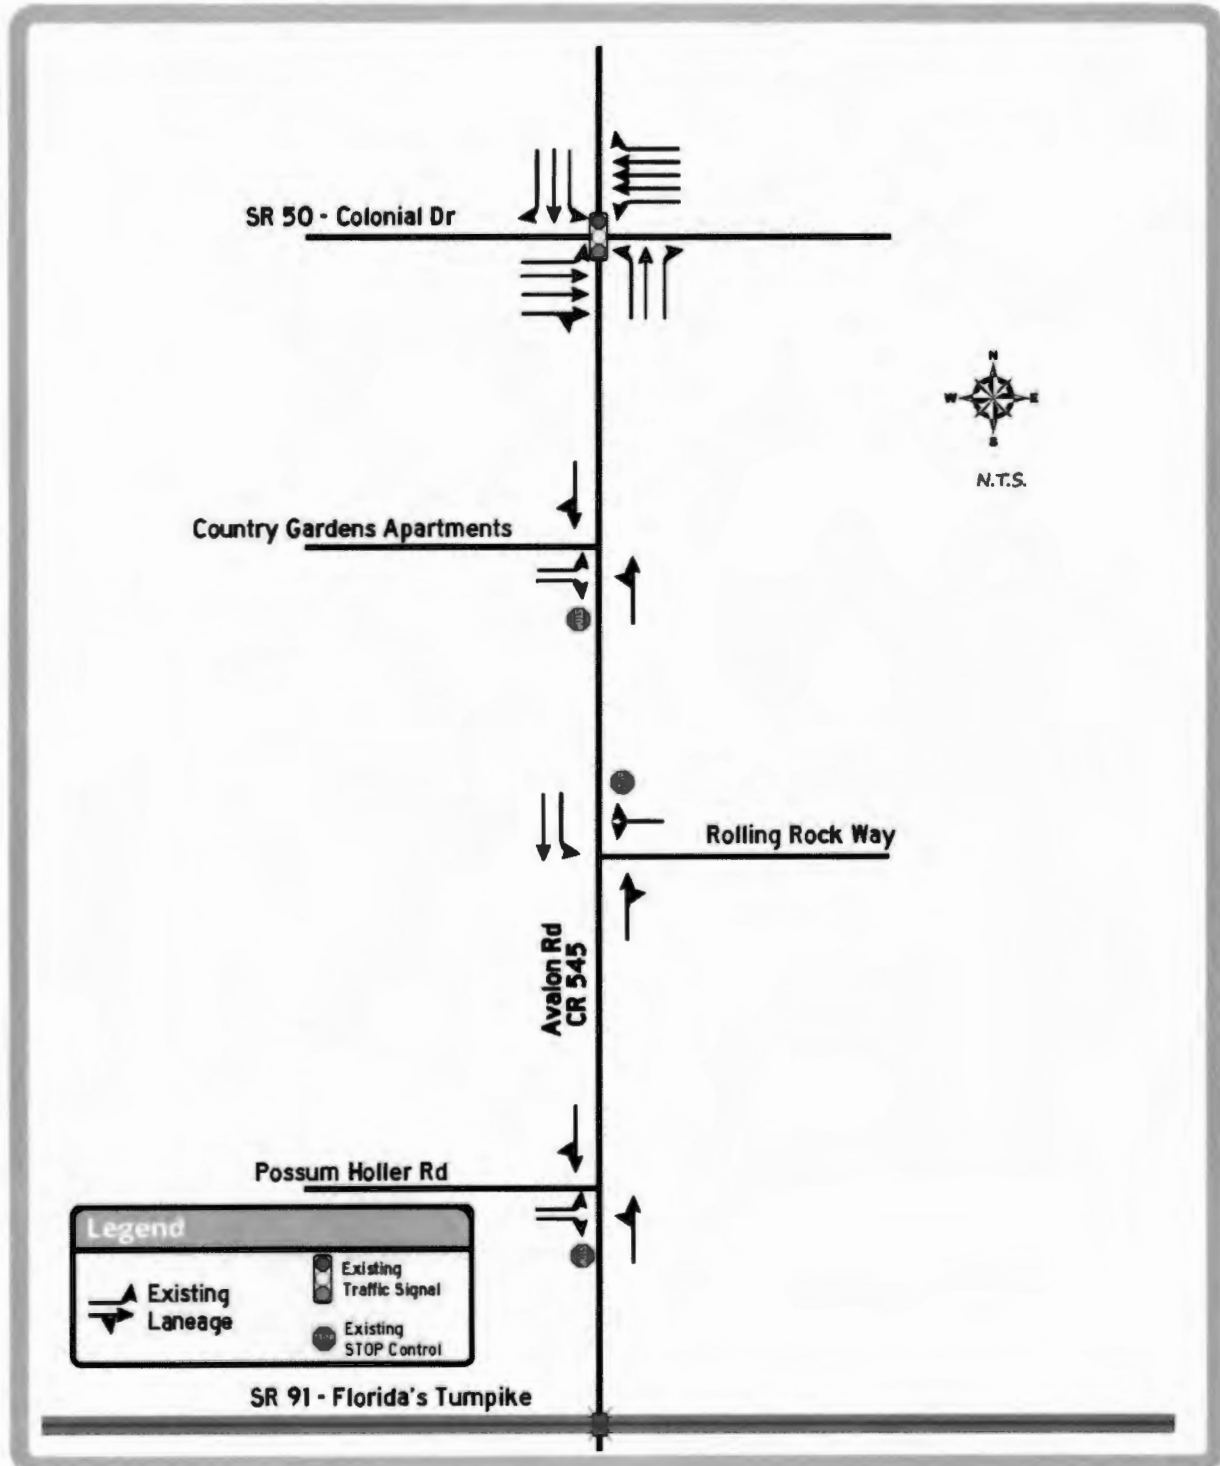 SR 50 - Colonial Dr
N
W
E
S
N.T.S.
Country Gardens Apartments
Rolling Rock Way
Avalon Rd
CR 545
Possum Holler Rd
Legend
Existing
Laneage
Existing
Traffic Signal
Existing
STOP Control
SR 91 - Florida's Turnpike